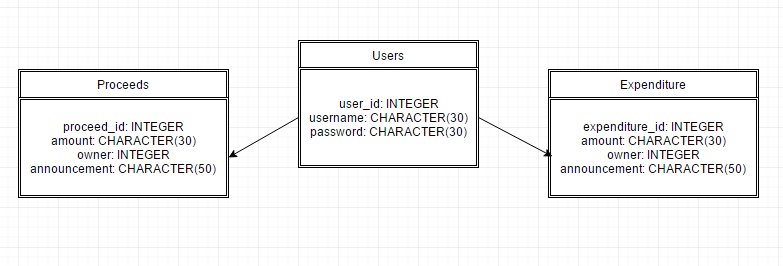 Users
user_id: INTEGER
username: CHARACTER(30)
password: CHARACTER(30)
Proceeds
proceed_id: INTEGER
amount: CHARACTER(30)
owner: INTEGER
announcement: CHARACTER(50)
Expenditure
expenditure_id: INTEGER
amount: CHARACTER(30)
owner: INTEGER
announcement: CHARACTER(50)